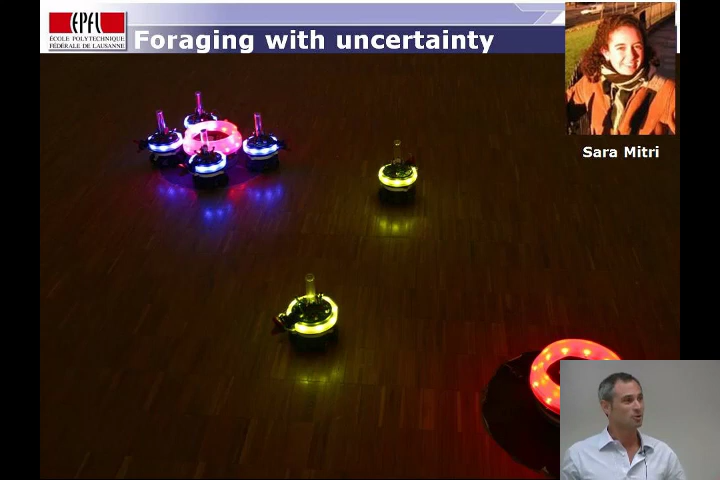 EPFL
ÉCOLE POLYTECHNIQUE
FÉDÉRALE DE LAUSANNE
Foraging with uncertainty
Sara Mitri